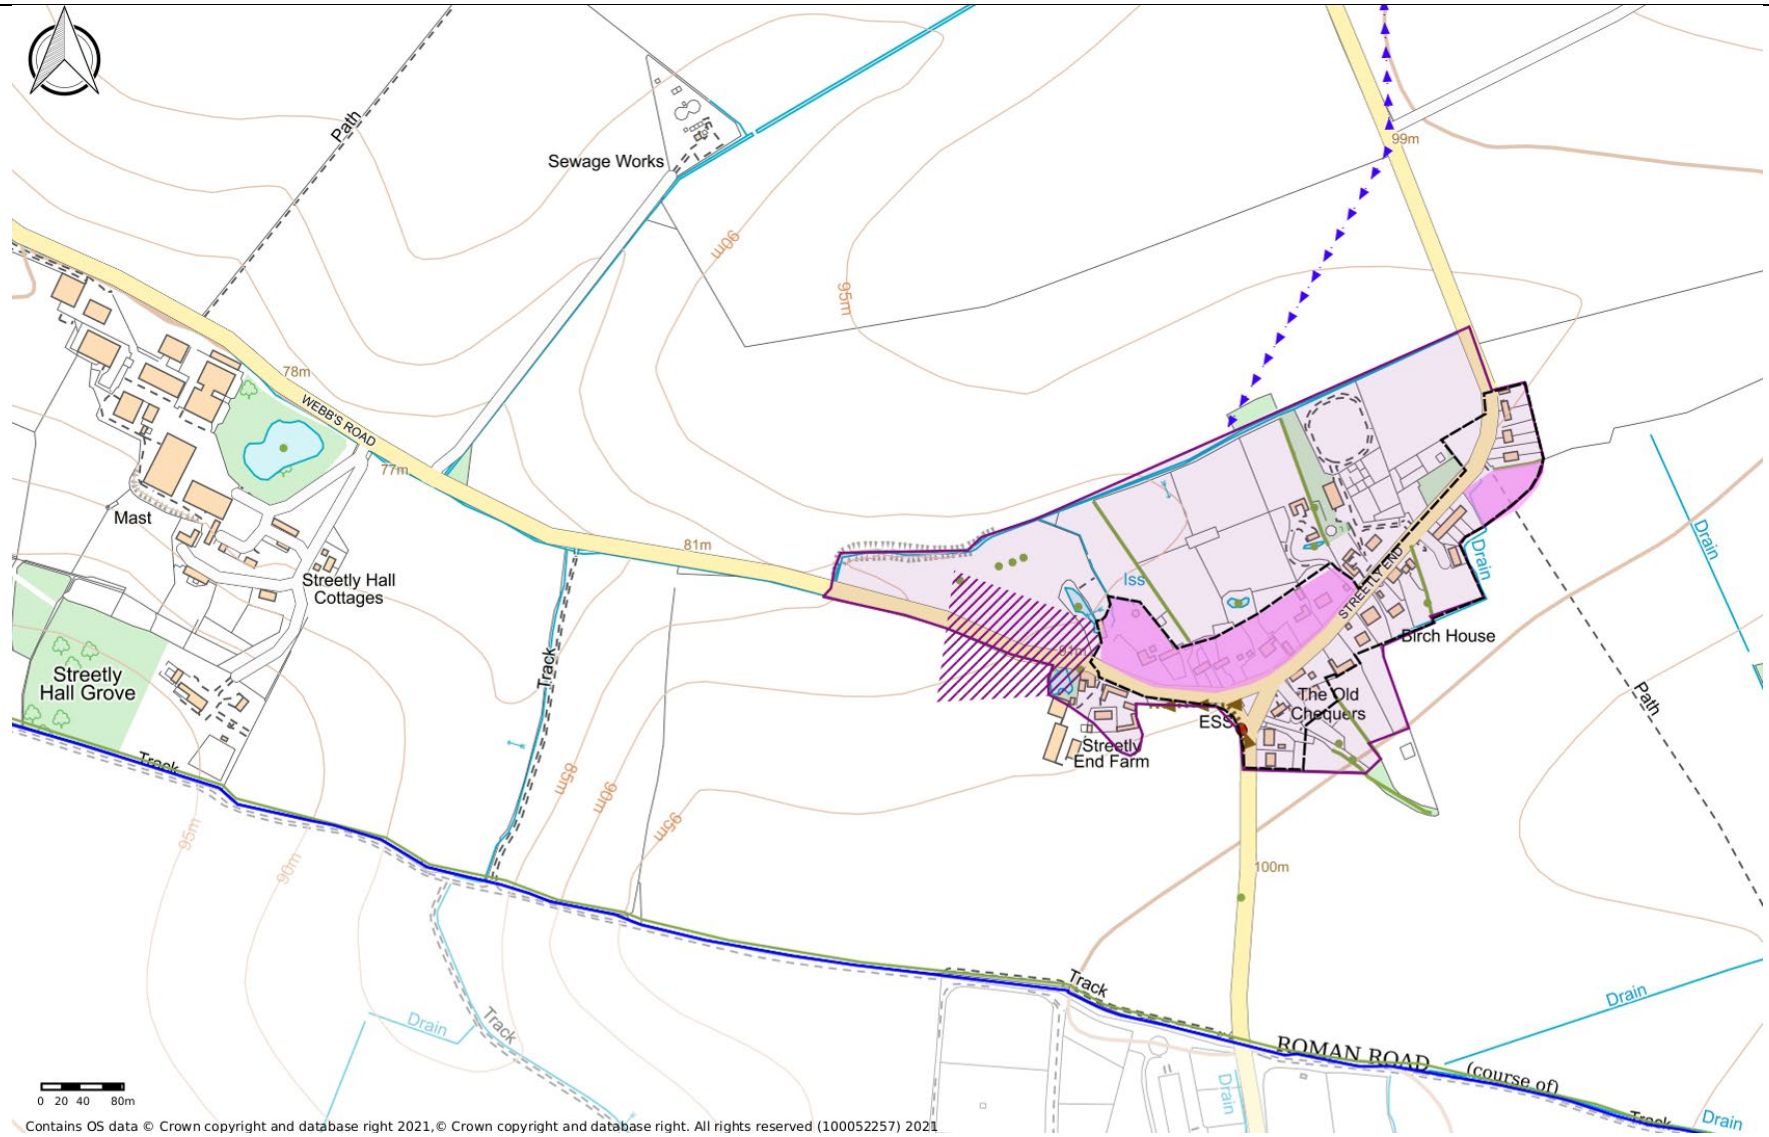 Path
Sewage Works
99m
90m
95m
78m
WEBB'S ROAD
77m
Mast
81m
Streetly Hall
Cottages
Iss
Drain
Drain
STREETLY END
Birch House
91m
Track
Streetly
Hall Grove
Path
The Old
Chequers
ESS
Streetly
End Farm
Track
85m
90m
95m
95m
90m
100m
Track
Drain
Track
Drain
ROMAN ROAD
(course of)
Drain
Track
Drain
0 20 40 80m
Contains OS data © Crown copyright and database right 2021,© Crown copyright and database right. All rights reserved (100052257) 2021